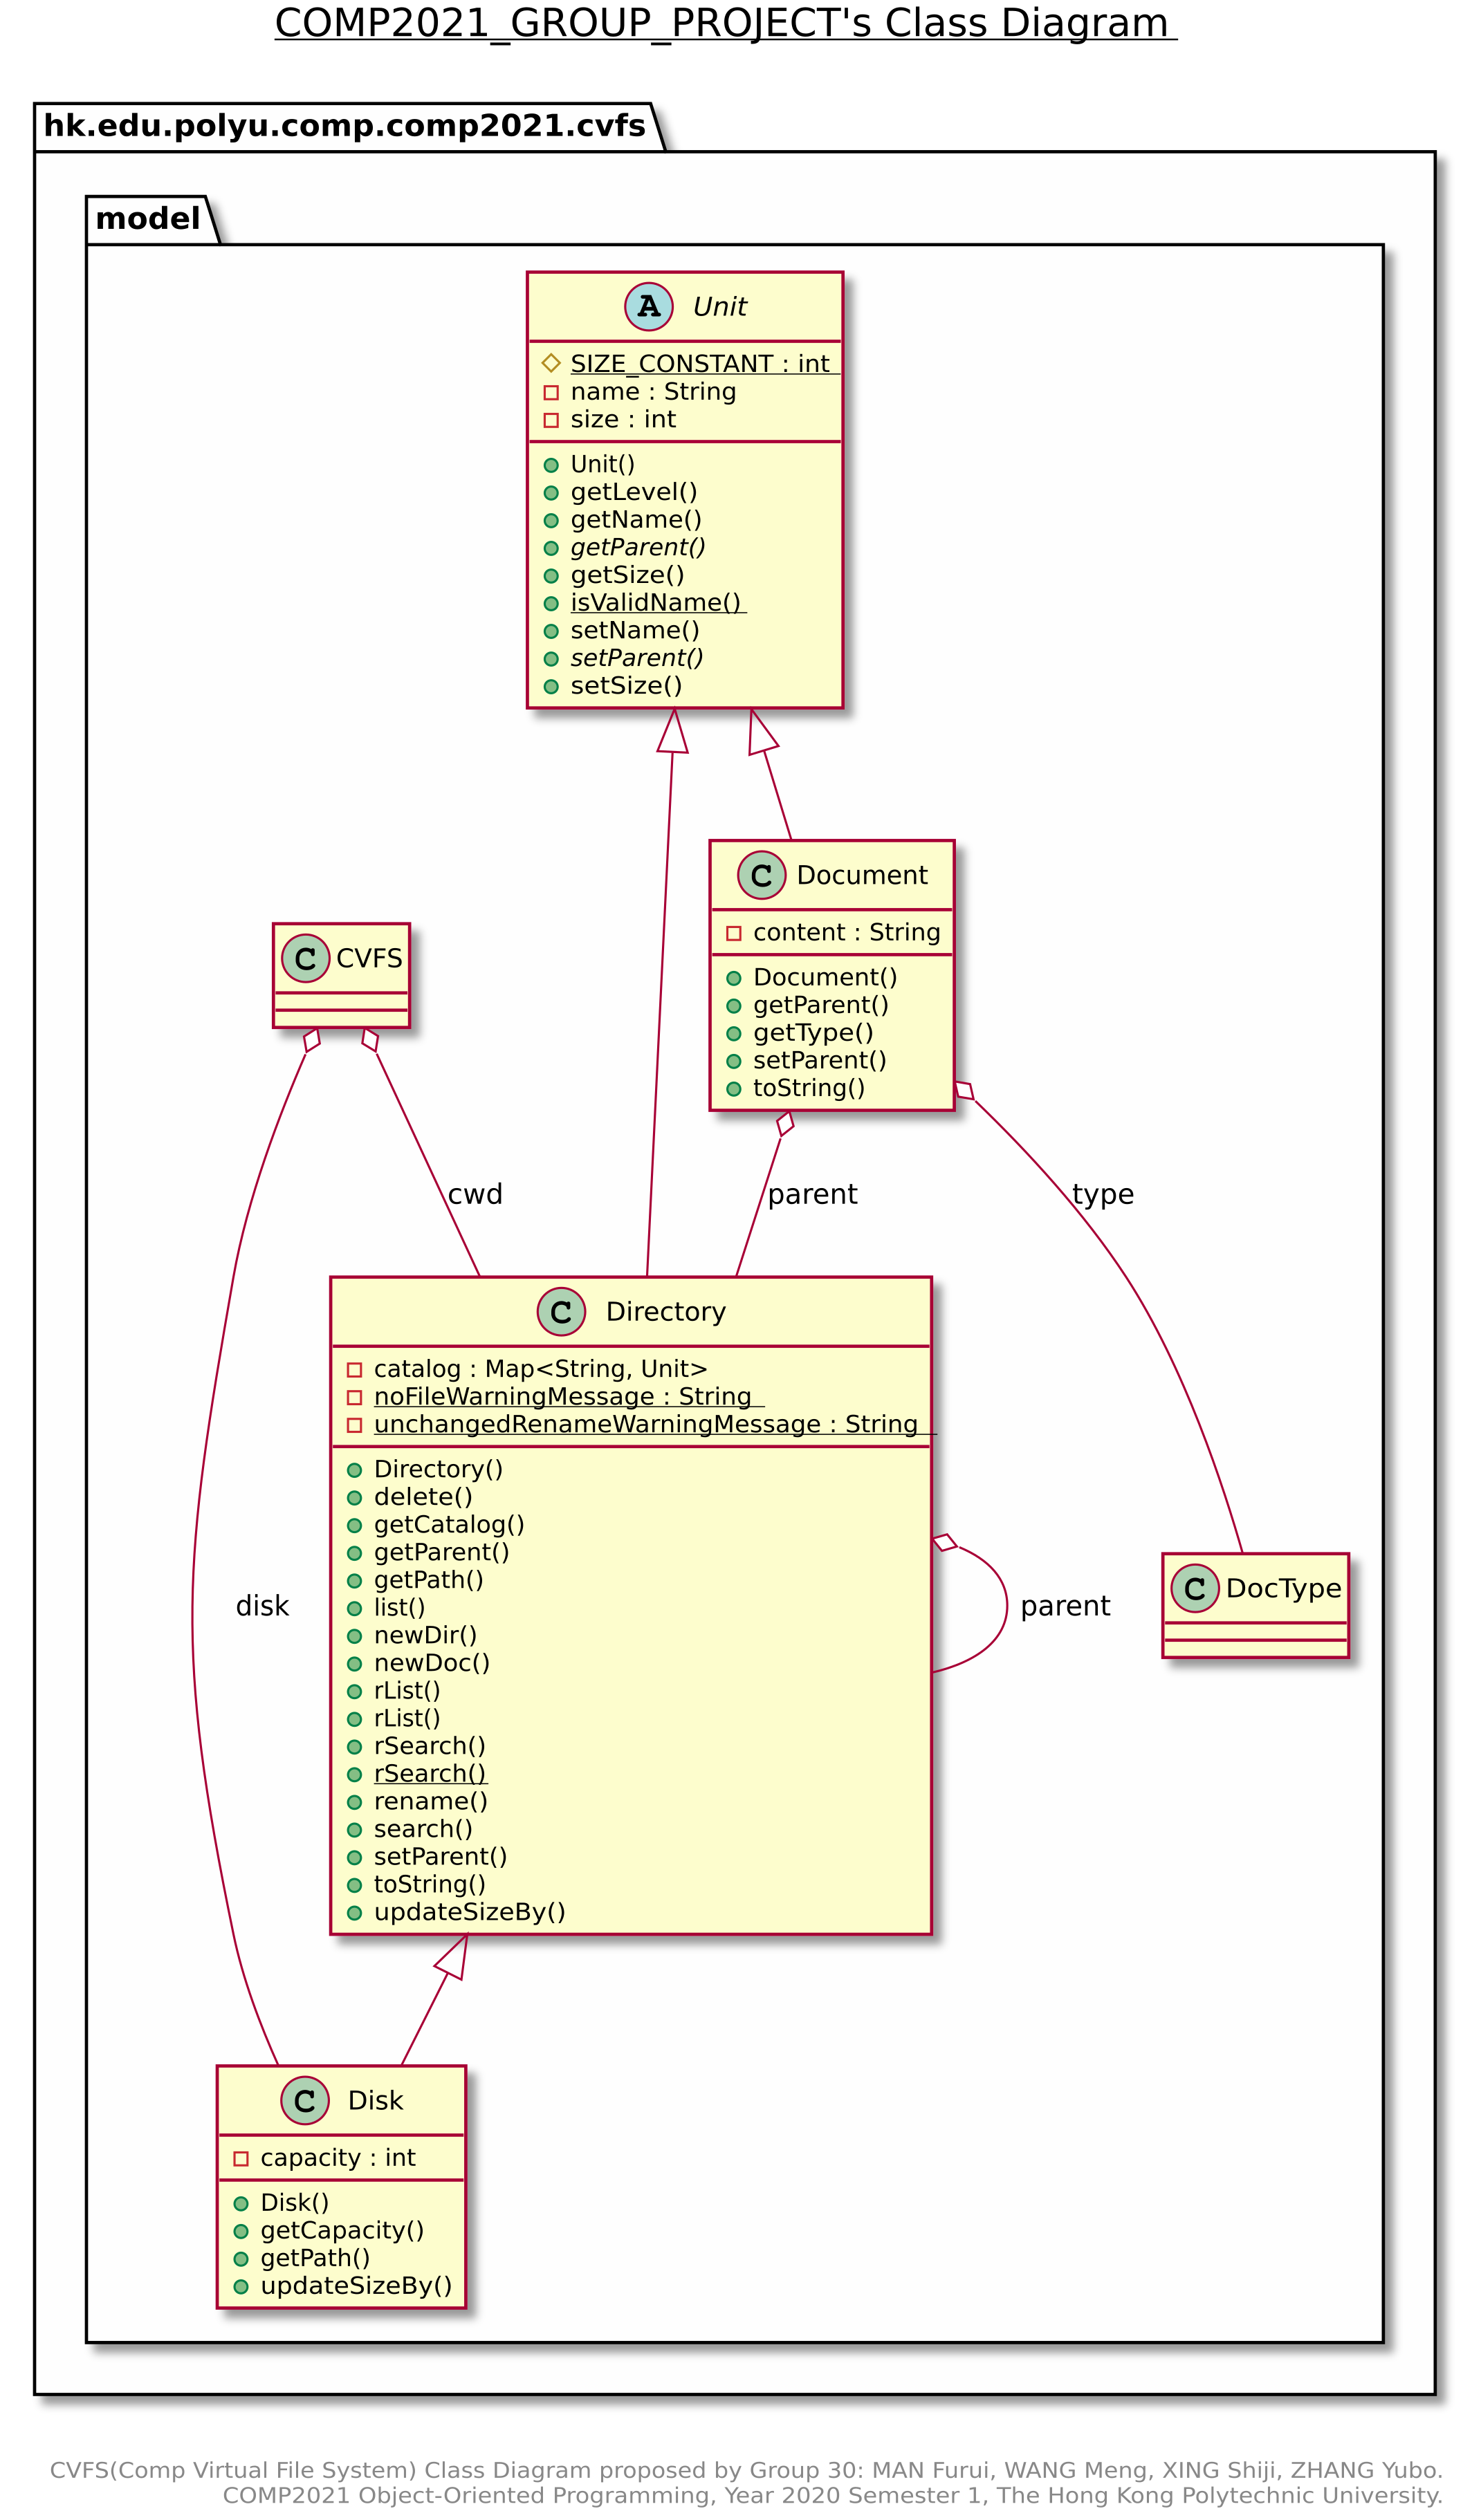 COMP2021_GROUP_PROJECT's Class Diagram
hk.edu.polyu.comp.comp2021.cvfs
model
A Unit
SIZE_CONSTANT : int
name : String
size : int
Unit()
getLevel()
getName()
getParent()
getSize()
isValidName()
setName()
setParent()
setSize()
C Document
content : String
Document()
getParent()
getType()
setParent()
toString()
C CVFS
cwd
parent
type
C Directory
catalog : Map<String, Unit>
noFileWarningMessage : String
unchangedRenameWarningMessage : String
Directory()
delete()
getCatalog()
getParent()
getPath()
list()
newDir()
newDoc()
rList()
rList()
rSearch()
rSearch()
rename()
search()
setParent()
toString()
updateSizeBy()
disk
parent
C DocType
C Disk
capacity : int
Disk()
getCapacity()
getPath()
updateSizeBy()
CVFS(Comp Virtual File System) Class Diagram proposed by Group 30: MAN Furui, WANG Meng, XING Shiji, ZHANG Yubo.
COMP2021 Object-Oriented Programming, Year 2020 Semester 1, The Hong Kong Polytechnic University.